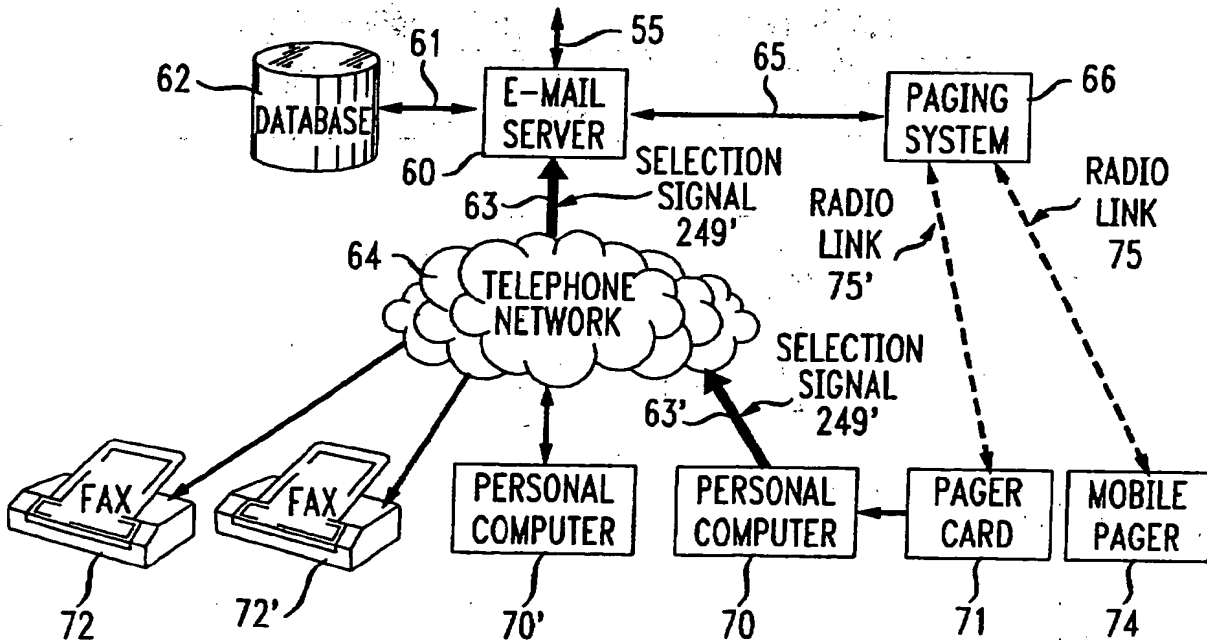 55
62
61
65
66
DATABASE
E-MAIL
SERVER
PAGING
SYSTEM
60
63
SELECTION
SIGNAL
249'
RADIO
LINK
75'
RADIO
LINK
75
64
TELEPHONE
NETWORK
63'
SELECTION
SIGNAL
249'
FAX
FAX
PERSONAL
COMPUTER
PERSONAL
COMPUTER
PAGER
CARD
MOBILE
PAGER
72
72'
70'
70
71
74